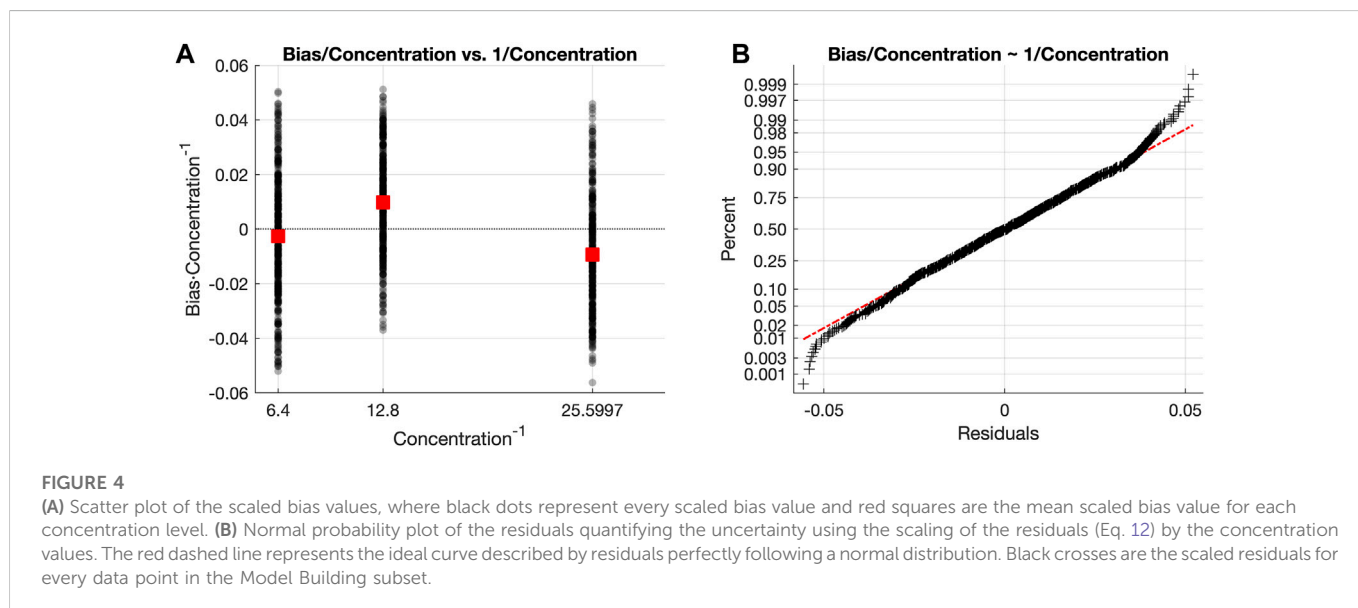 A
Bias/Concentration vs. 1/Concentration
0.06
0.04
0.02
0
-0.02
-0.04
-0.06
Bias·Concentration⁻¹
6.4
12.8
25.5997
Concentration⁻¹
B
Bias/Concentration ~ 1/Concentration
0.999
0.997
0.99
0.98
0.95
0.90
0.75
0.50
0.25
0.10
0.05
0.02
0.01
0.003
0.001
Percent
-0.05
0
0.05
Residuals
FIGURE 4
(A) Scatter plot of the scaled bias values, where black dots represent every scaled bias value and red squares are the mean scaled bias value for each
concentration level. (B) Normal probability plot of the residuals quantifying the uncertainty using the scaling of the residuals (Eq. 12) by the concentration
values. The red dashed line represents the ideal curve described by residuals perfectly following a normal distribution. Black crosses are the scaled residuals for
every data point in the Model Building subset.